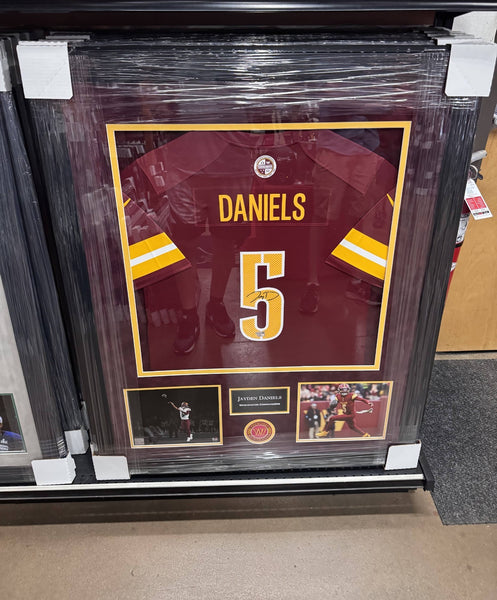 DANIELS
5
JAYDEN DANIELS
WASHINGTON COMMANDERS
W